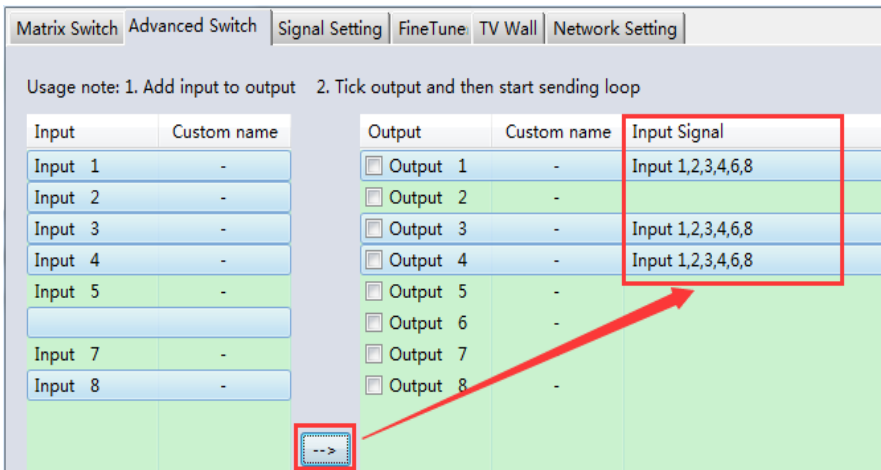 Matrix Switch Advanced Switch Signal Setting FineTune TV Wall Network Setting
Usage note: 1. Add input to output 2. Tick output and then start sending loop
Input Custom name Output Custom name Input Signal
Input 1 - Output 1 - Input 1,2,3,4,6,8
Input 2 - Output 2 -
Input 3 - Output 3 - Input 1,2,3,4,6,8
Input 4 - Output 4 - Input 1,2,3,4,6,8
Input 5 - Output 5 -
Output 6 -
Input 7 - Output 7
Input 8 - Output 8 -
-->